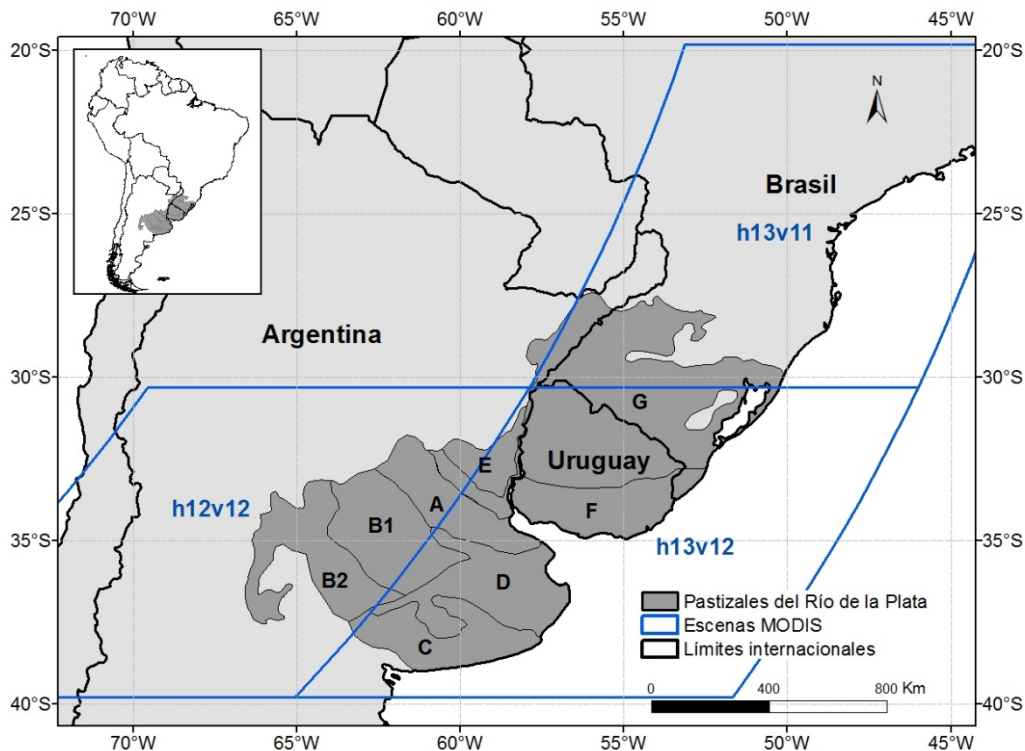 70°W 65°W 60°W 55°W 50°W 45°W
20°S 20°S
N
Brasil
25°S 25°S
h13v11
Argentina
30°S 30°S
G
E Uruguay
h12v12 A
B1 F
35°S 35°S
h13v12
B2 D
Pastizales del Río de la Plata
Escenas MODIS
C Límites internacionales
0 400 800 Km
40°S 40°S
70°W 65°W 60°W 55°W 50°W 45°W